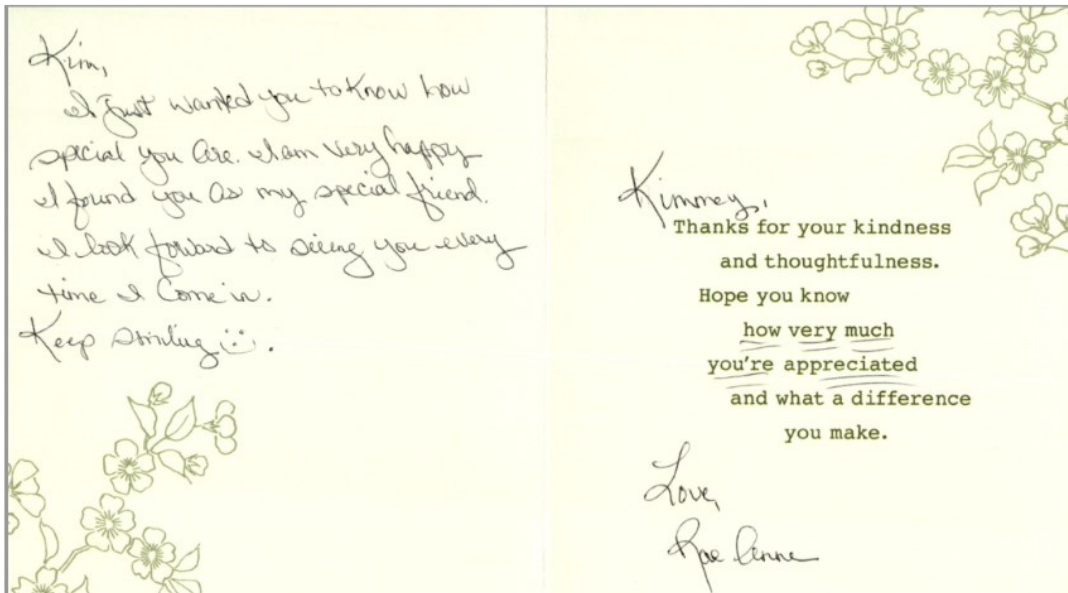 Kim,
I Just wanted you to know how
special you are. I am very happy
I found you as my special friend.
I look forward to seeing you every
time I come in.
Keep smiling
Kimmey,
Thanks for your kindness
and thoughtfulness.
Hope you know
how very much
you're appreciated
and what a difference
you make.
Love,
Rae Anne